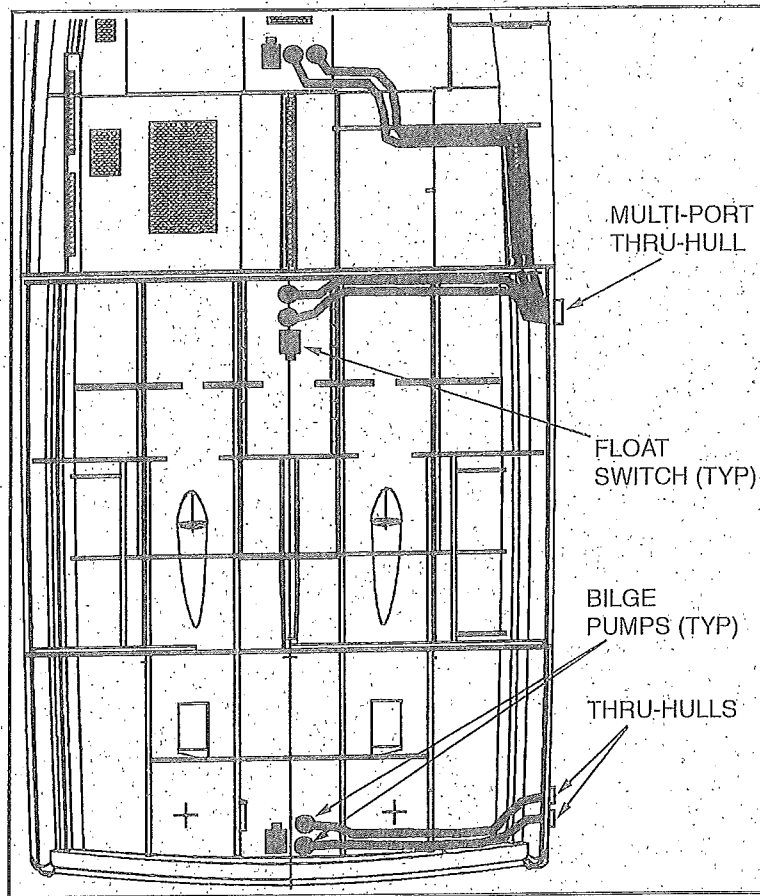 MULTI-PORT
THRU-HULL
FLOAT
SWITCH (TYP)
BILGE
PUMPS (TYP)
THRU-HULLS